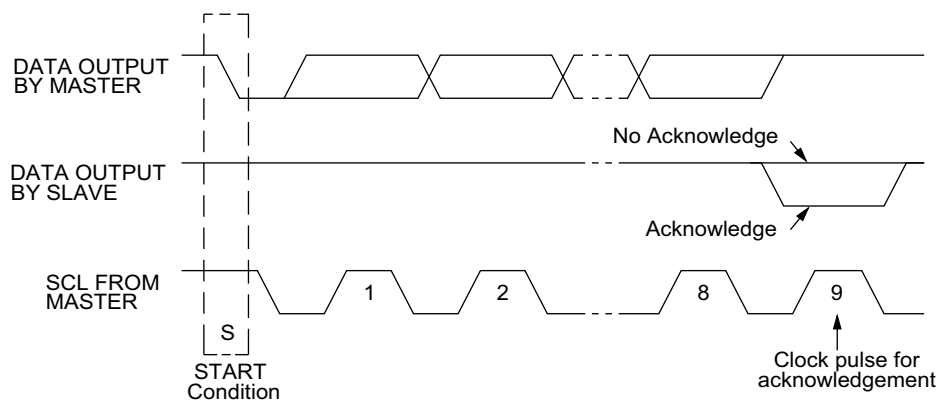 DATA OUTPUT
BY MASTER
No Acknowledge
DATA OUTPUT
BY SLAVE
Acknowledge
SCL FROM
MASTER
1
2
8
9
S
START
Condition
Clock pulse for
acknowledgement